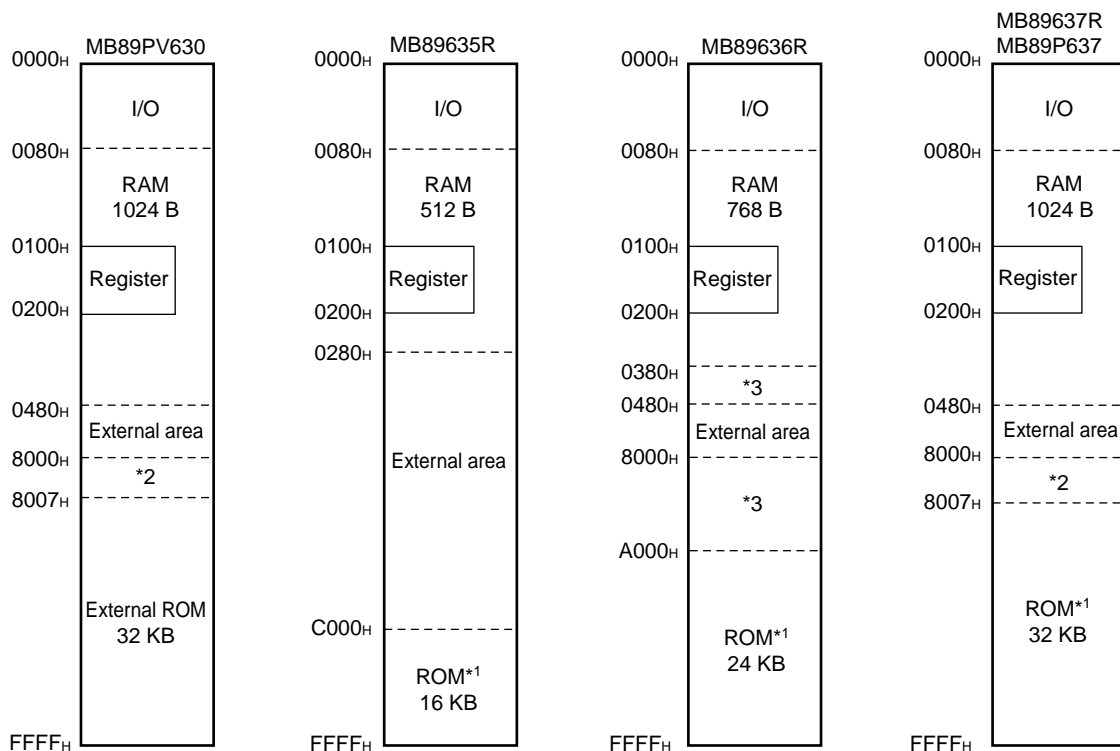 MB89PV630
0000H
I/O
0080H
RAM
1024 B
0100H
Register
0200H
0480H
External area
8000H
*2
8007H
External ROM
32 KB
FFFFH
MB89635R
0000H
I/O
0080H
RAM
512 B
0100H
Register
0200H
0280H
External area
C000H
ROM*1
16 KB
FFFFH
MB89636R
0000H
I/O
0080H
RAM
768 B
0100H
Register
0200H
0380H
*3
0480H
External area
8000H
*3
A000H
ROM*1
24 KB
FFFFH
MB89637R
MB89P637
0000H
I/O
0080H
RAM
1024 B
0100H
Register
0200H
0480H
External area
8000H
*2
8007H
ROM*1
32 KB
FFFFH